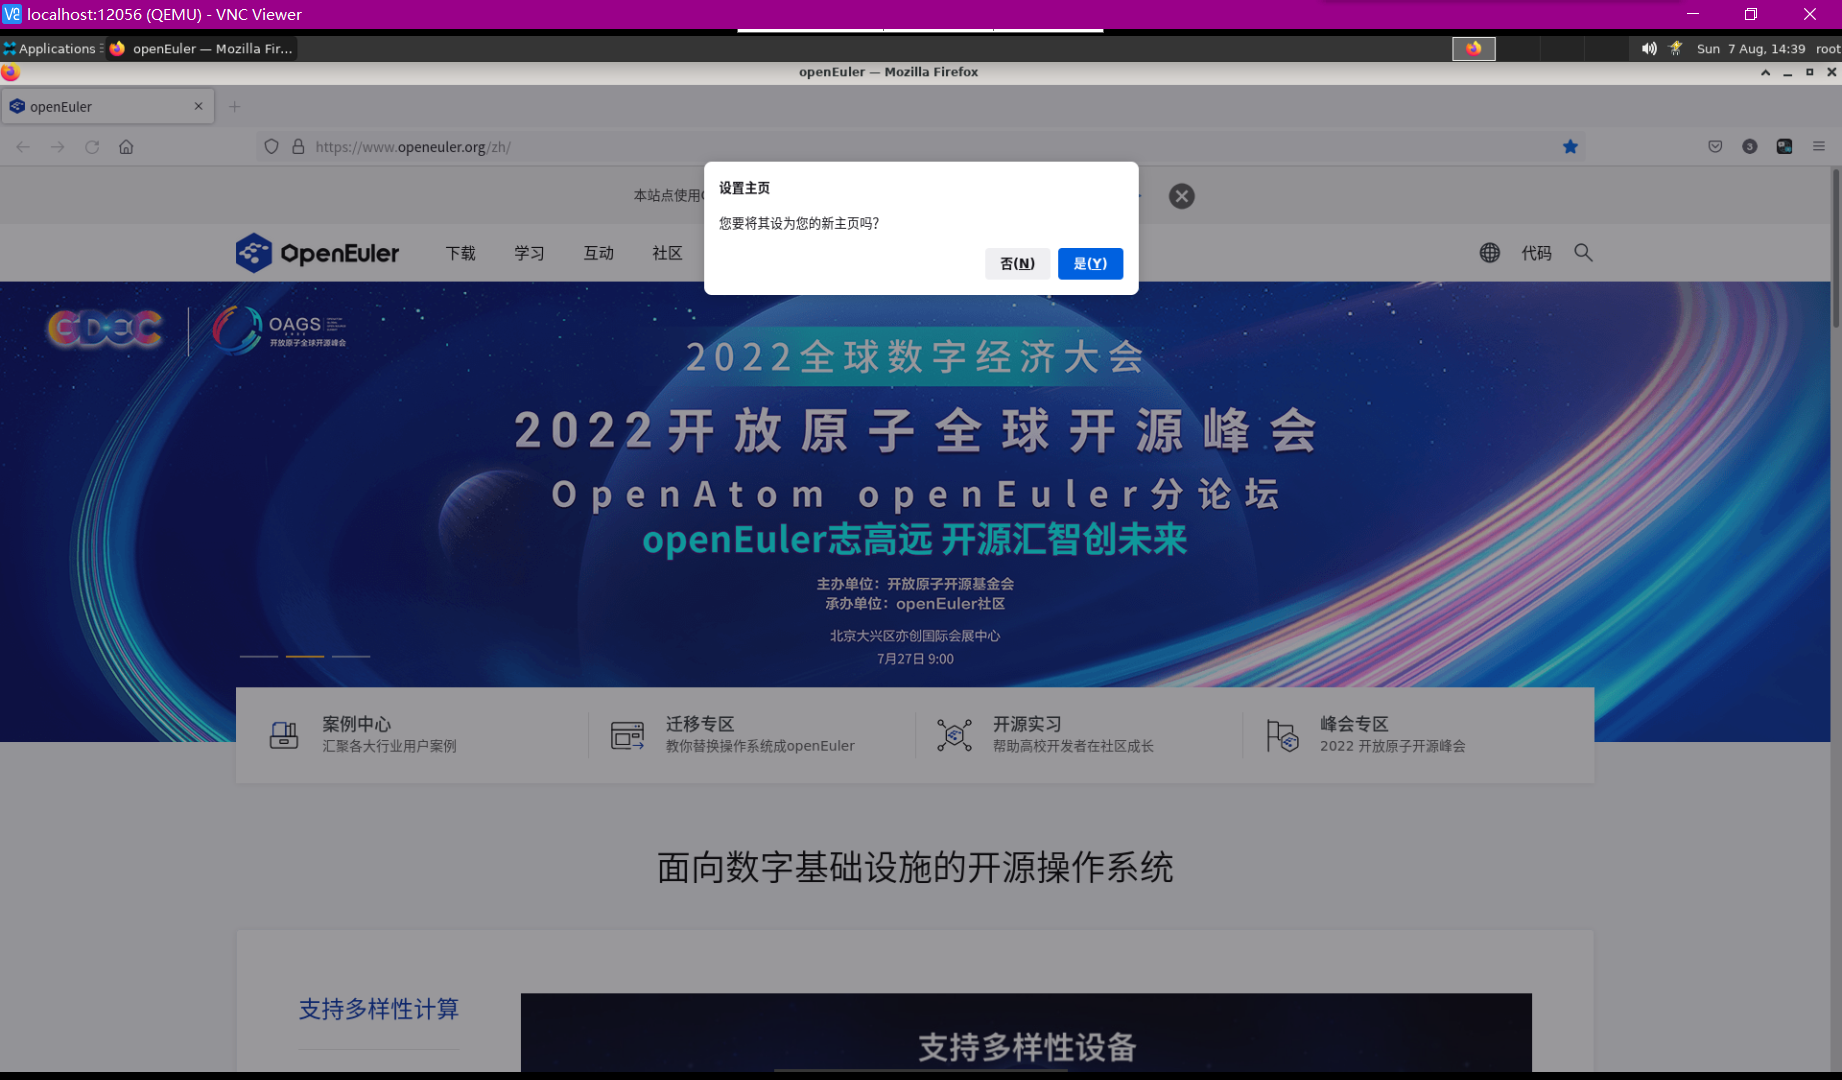 localhost:12056 (QEMU) - VNC Viewer
Applications
openEuler — Mozilla Fir...
Sun 7 Aug, 14:39 root
openEuler — Mozilla Firefox
openEuler
https://www.openeuler.org/zh/
3
设置主页
您要将其设为您的新主页吗?
否(N) 是(Y)
本站点使用
OpenEuler
下载 学习 互动 社区
代码
GDEC
OAGS
开放原子全球开源峰会
2022全球数字经济大会
2022开放原子全球开源峰会
OpenAtom openEuler分论坛
openEuler志高远 开源汇智创未来
主办单位：开放原子开源基金会
承办单位：openEuler社区
北京大兴区亦创国际会展中心
7月27日 9:00
案例中心
汇聚各大行业用户案例
迁移专区
教你替换操作系统成openEuler
开源实习
帮助高校开发者在社区成长
峰会专区
2022 开放原子开源峰会
面向数字基础设施的开源操作系统
支持多样性计算
支持多样性设备